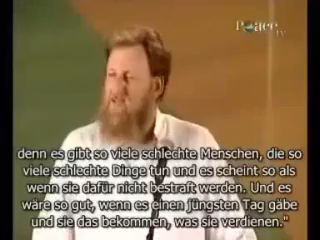 Peace
tv
denn es gibt so viele schlechte Menschen, die so
viele schlechte Dinge tun und es scheint so als
wenn sie dafür nicht bestraft werden. Und es
wäre so gut, wenn es einen jüngsten Tag gäbe
und sie das bekommen, was sie verdienen."